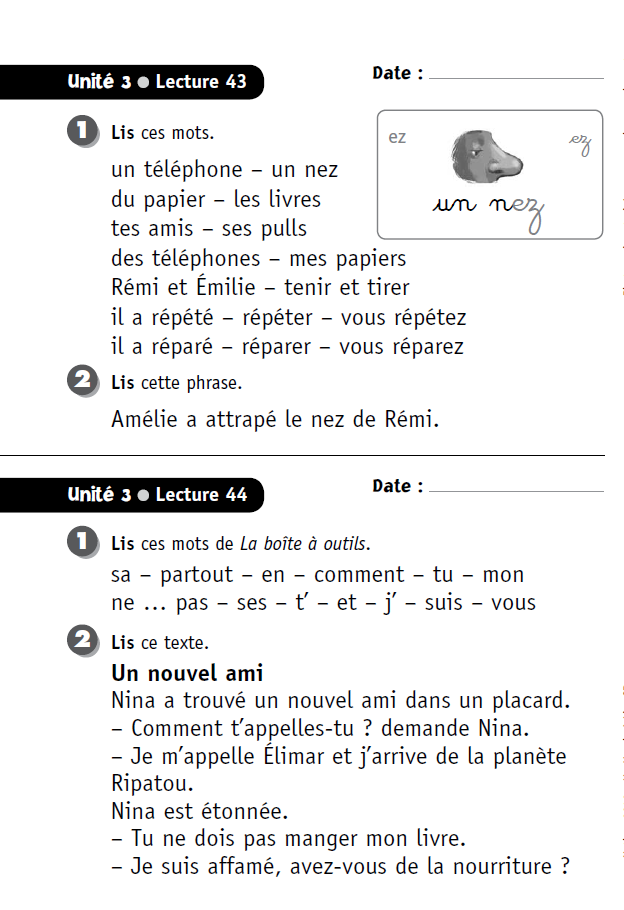 Unité 3 ● Lecture 43
Date :
1 Lis ces mots.
ez
ez
un nez
un téléphone – un nez
du papier – les livres
tes amis – ses pulls
des téléphones – mes papiers
Rémi et Émilie – tenir et tirer
il a répété – répéter – vous répétez
il a réparé – réparer – vous réparez
2 Lis cette phrase.
Amélie a attrapé le nez de Rémi.
Unité 3 ● Lecture 44
Date :
1 Lis ces mots de La boîte à outils.
sa – partout – en – comment – tu – mon
ne ... pas – ses – t’ – et – j’ – suis – vous
2 Lis ce texte.
Un nouvel ami
Nina a trouvé un nouvel ami dans un placard.
– Comment t’appelles-tu ? demande Nina.
– Je m’appelle Élimar et j’arrive de la planète
Ripatou.
Nina est étonnée.
– Tu ne dois pas manger mon livre.
– Je suis affamé, avez-vous de la nourriture ?